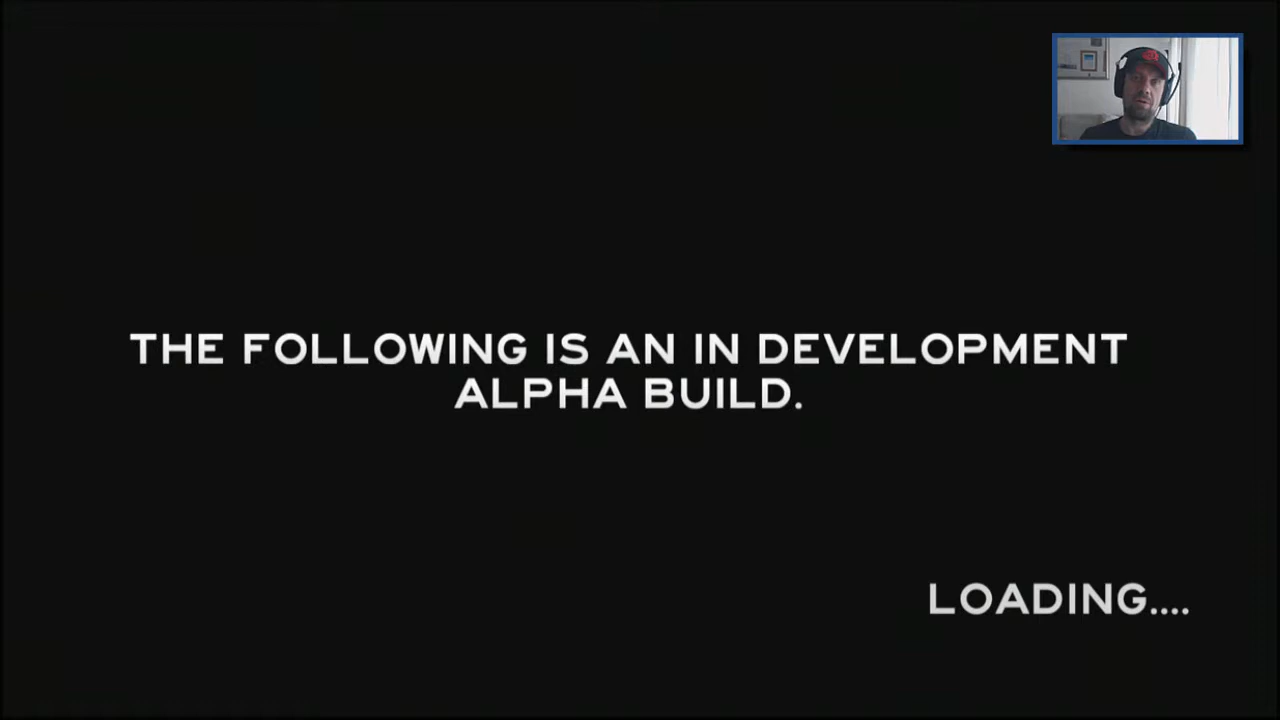 THE FOLLOWING IS AN IN DEVELOPMENT
ALPHA BUILD.
LOADING....